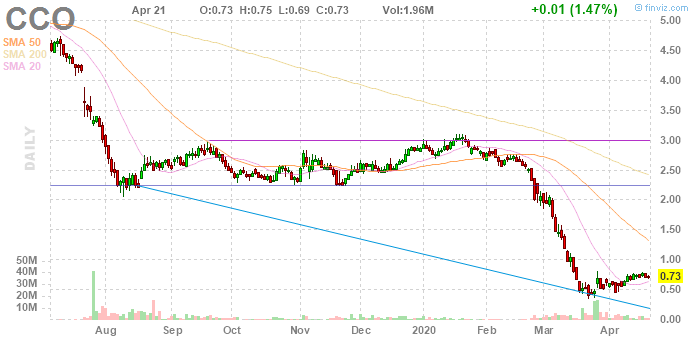 CCO Apr 21 O:0.73 H:0.75 L:0.69 C:0.73 Vol:1.96M +0.01 (1.47%) © finviz.com
SMA 50
SMA 200
SMA 20
DAILY
5.00
4.50
4.00
3.50
3.00
2.50
2.00
1.50
1.00
0.73
0.50
0.00
50M
40M
30M
20M
10M
Aug Sep Oct Nov Dec 2020 Feb Mar Apr